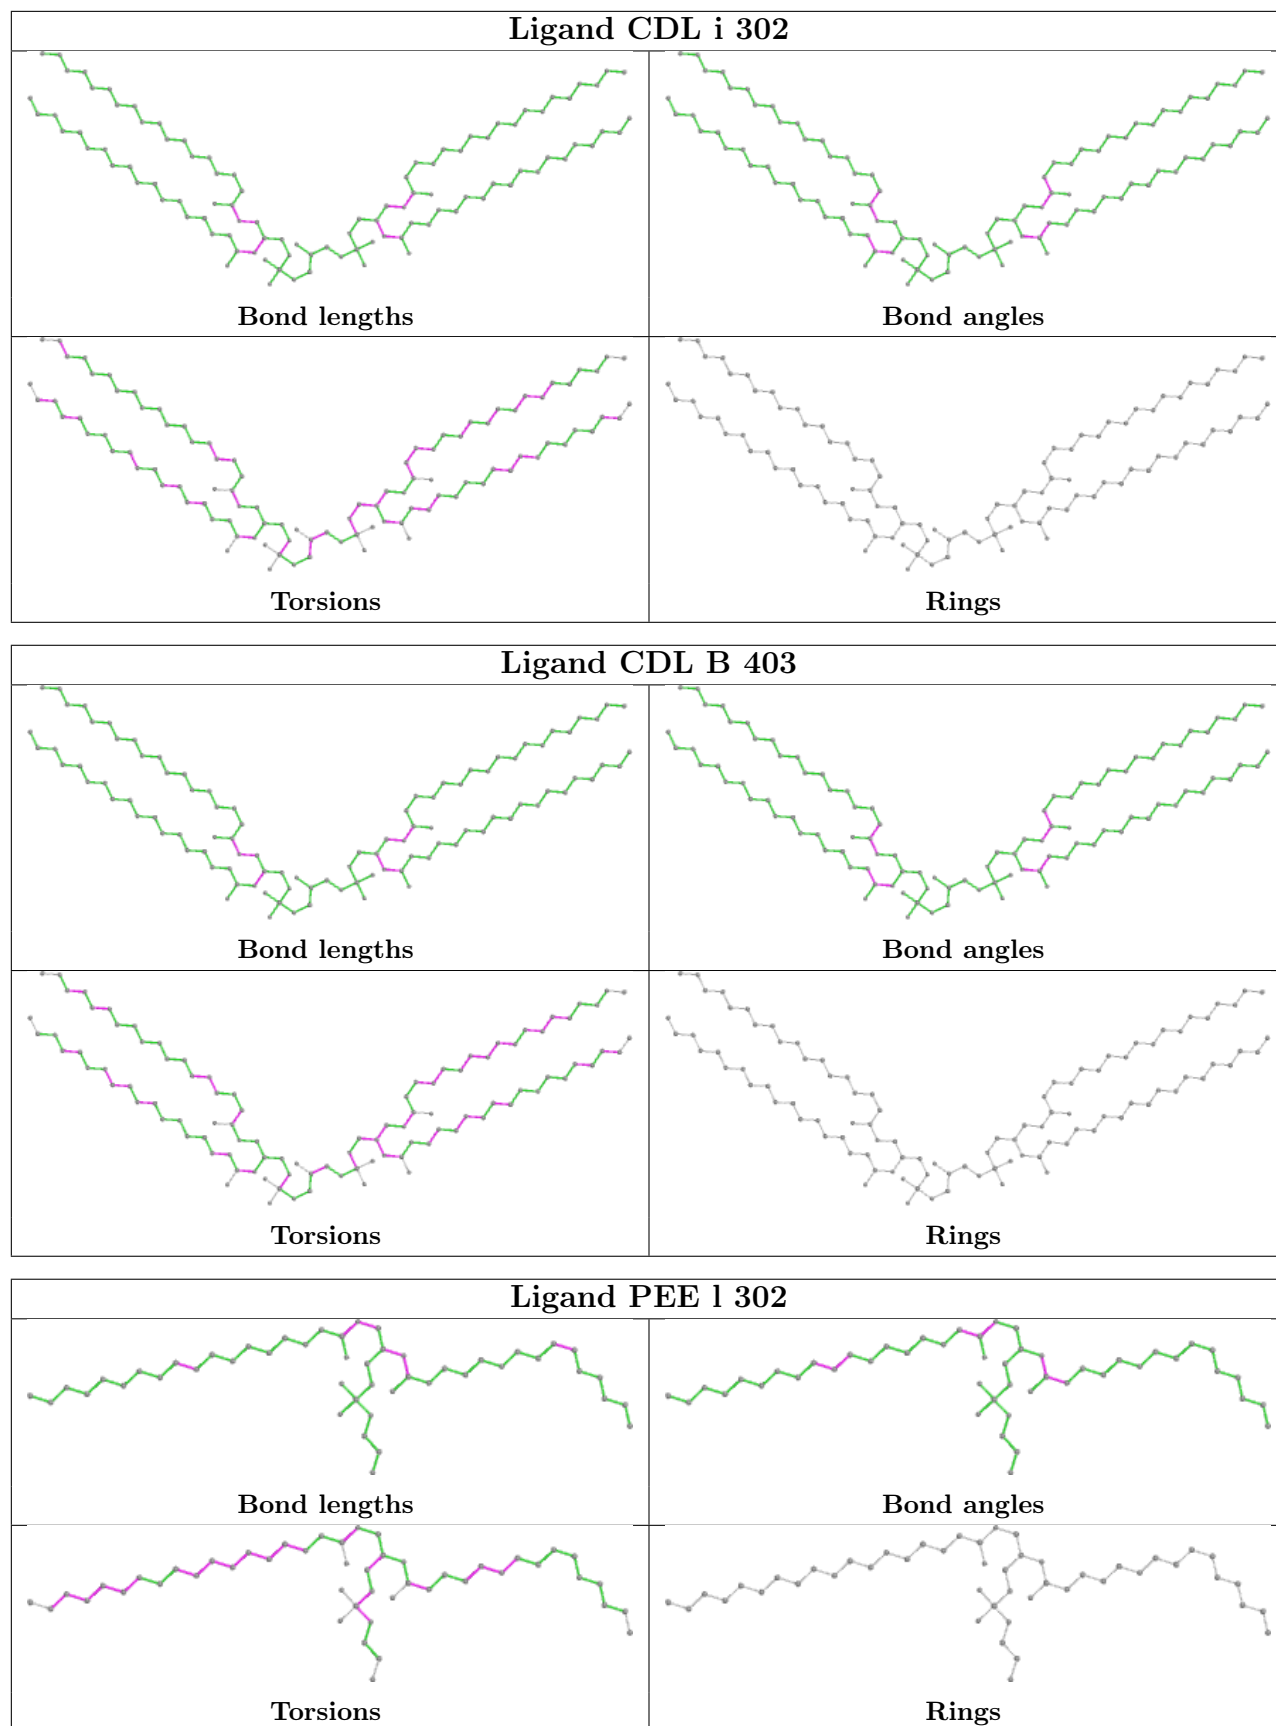 Ligand CDL i 302
Bond lengths
Bond angles
Torsions
Rings
Ligand CDL B 403
Bond lengths
Bond angles
Torsions
Rings
Ligand PEE l 302
Bond lengths
Bond angles
Torsions
Rings